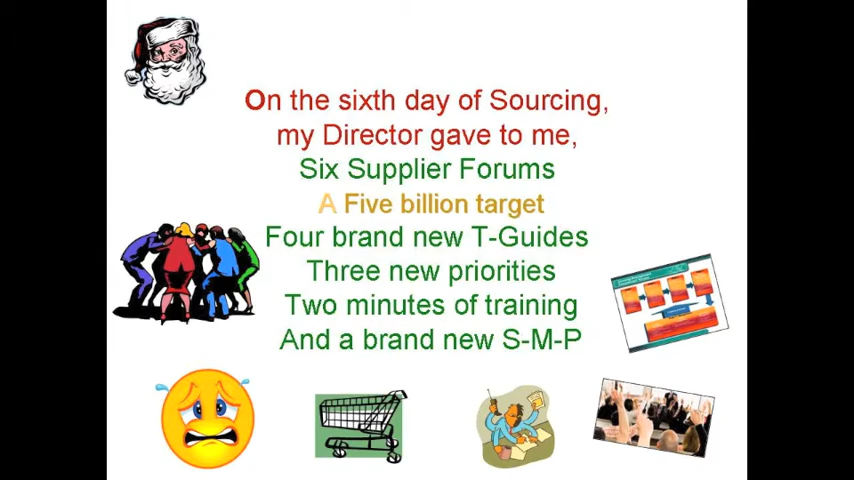 On the sixth day of Sourcing,
my Director gave to me,
Six Supplier Forums
A Five billion target
Four brand new T-Guides
Three new priorities
Two minutes of training
And a brand new S-M-P